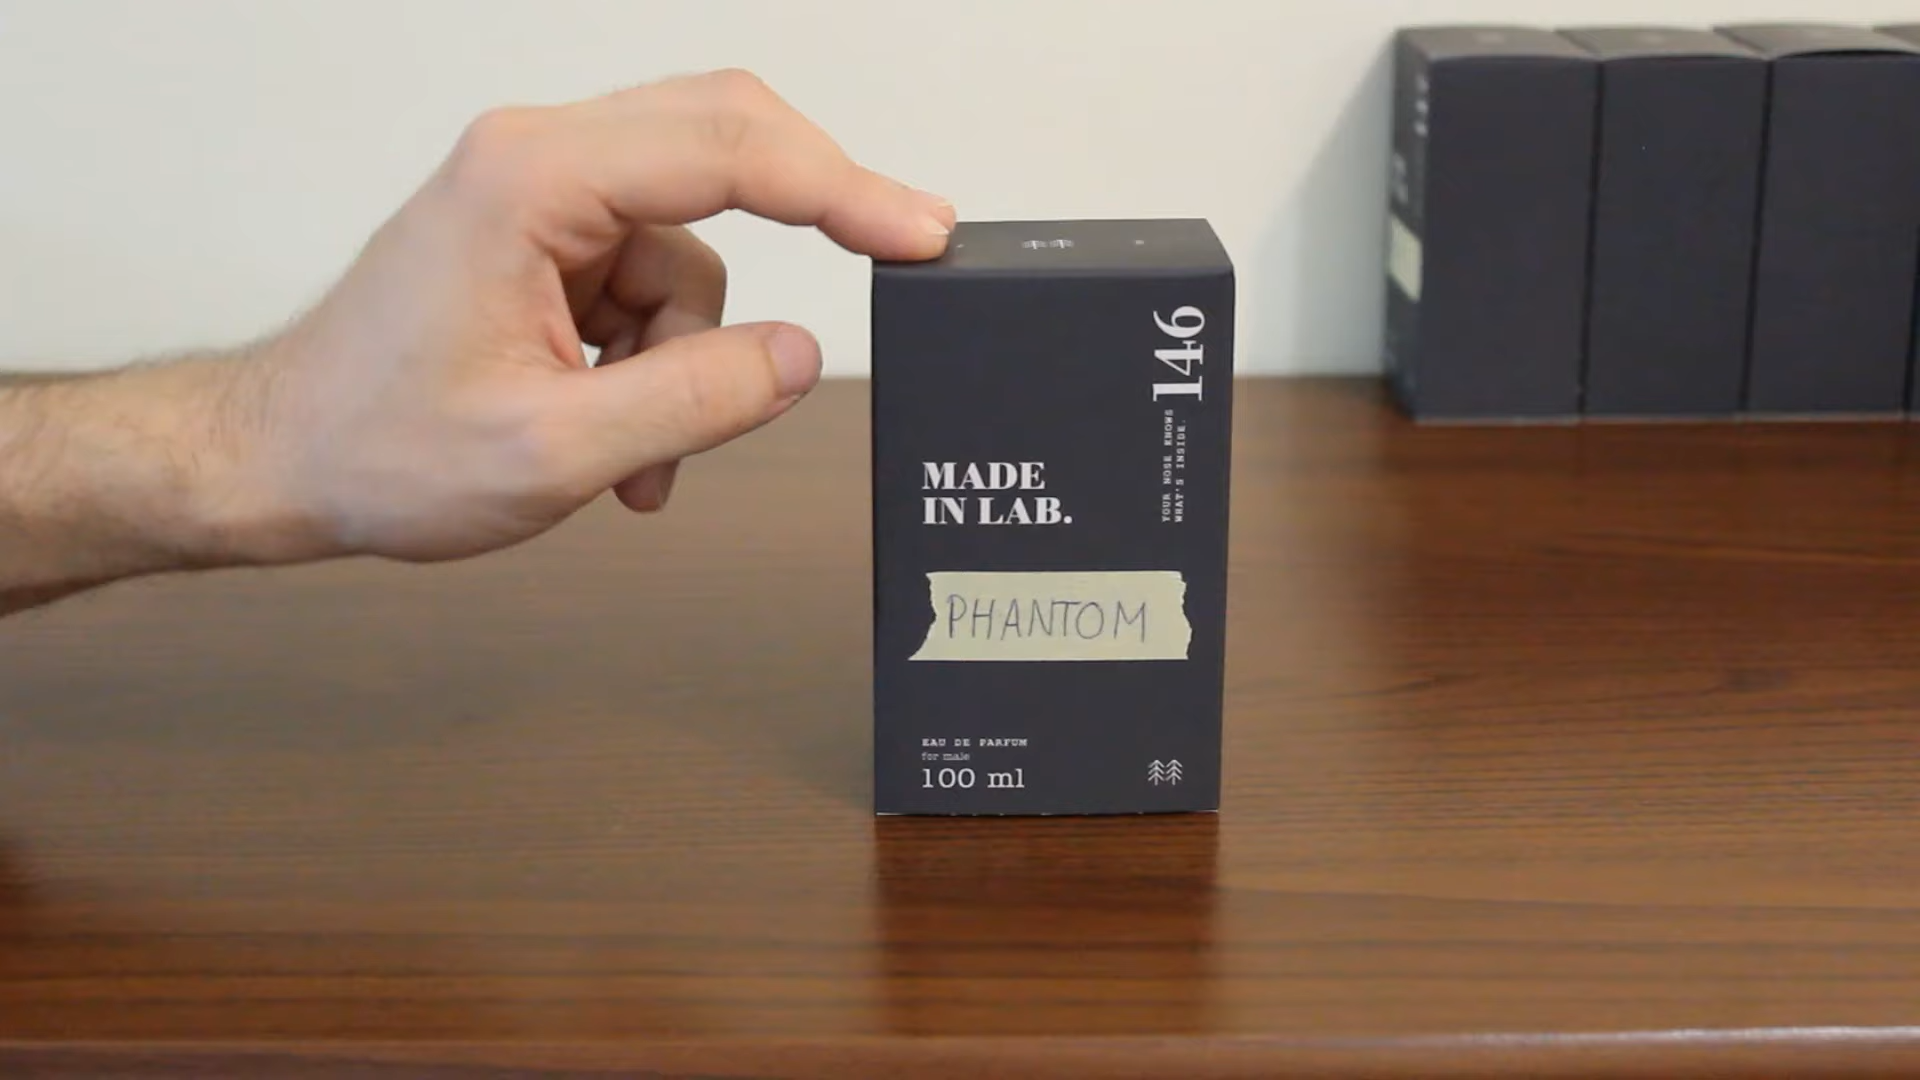 146
YOUR NOSE KNOWS
WHAT'S INSIDE.
MADE
IN LAB.
PHANTOM
EAU DE PARFUM
for male
100 ml